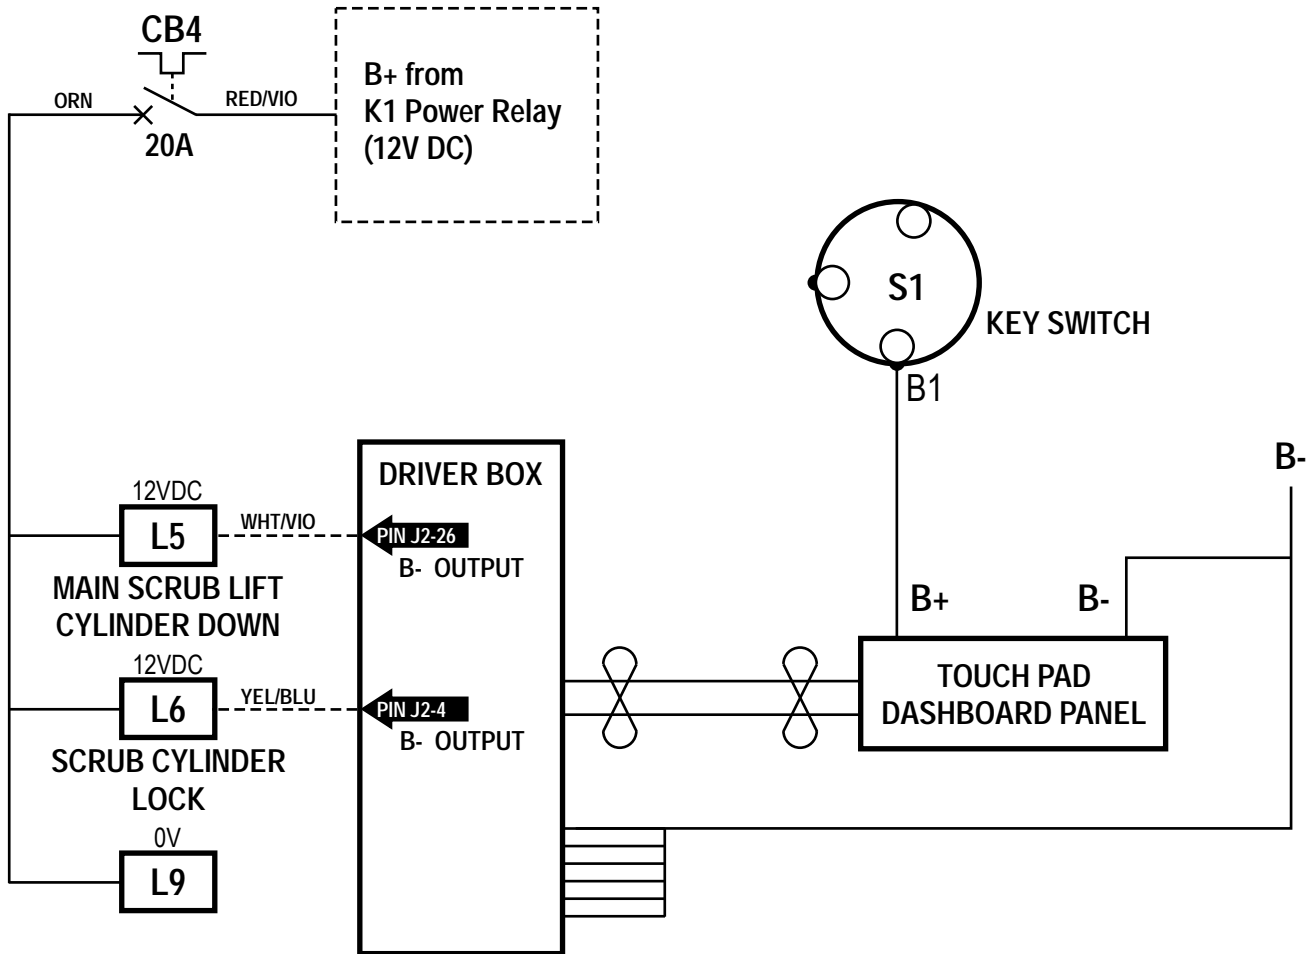 CB4
B+ from
K1 Power Relay
(12V DC)
ORN
RED/VIO
20A
S1
KEY SWITCH
B1
B-
DRIVER BOX
12VDC
L5
WHT/VIO
PIN J2-26
B- OUTPUT
MAIN SCRUB LIFT
CYLINDER DOWN
B+
B-
12VDC
L6
YEL/BLU
PIN J2-4
B- OUTPUT
TOUCH PAD
DASHBOARD PANEL
SCRUB CYLINDER
LOCK
0V
L9